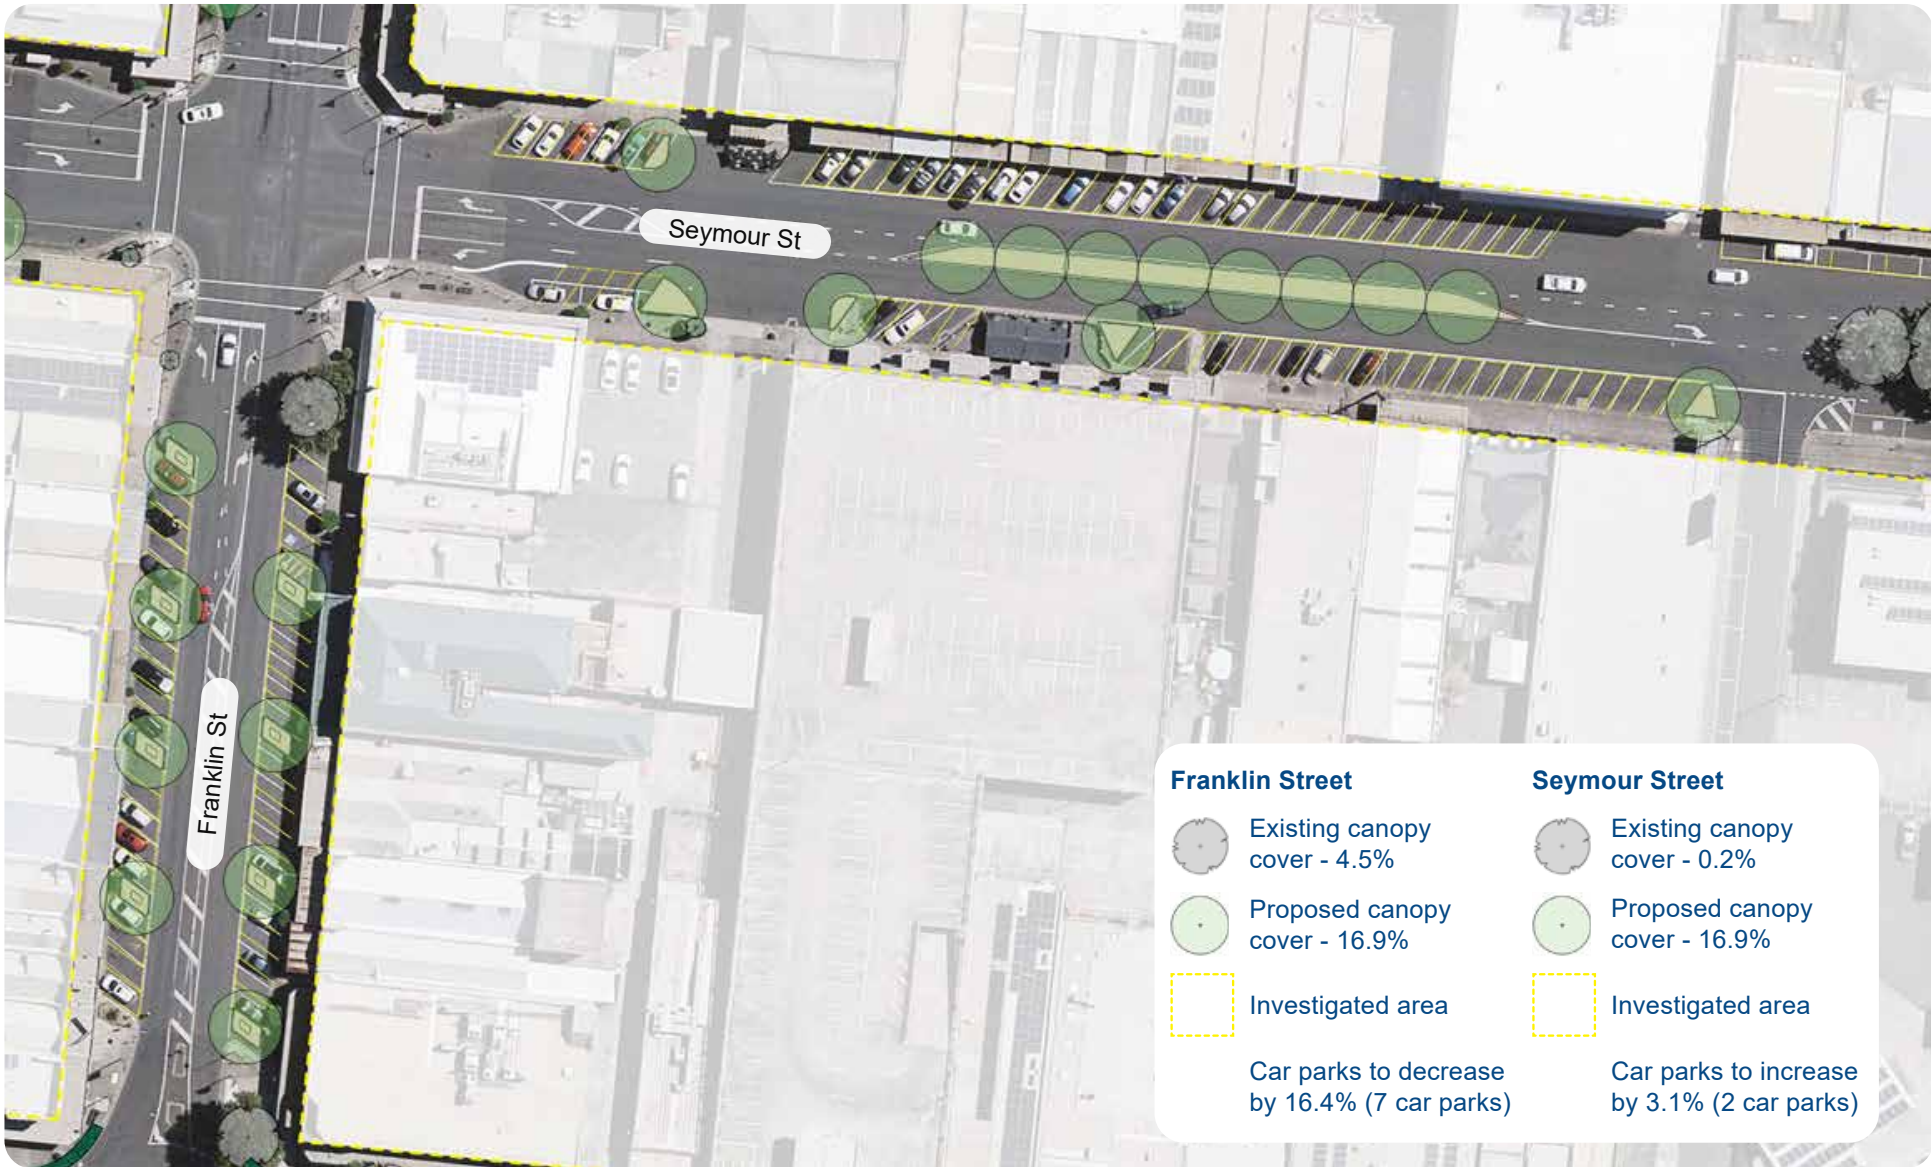 Seymour St
Franklin St
Franklin Street
Existing canopy
cover - 4.5%
Proposed canopy
cover - 16.9%
Investigated area
Car parks to decrease
by 16.4% (7 car parks)
Seymour Street
Existing canopy
cover - 0.2%
Proposed canopy
cover - 16.9%
Investigated area
Car parks to increase
by 3.1% (2 car parks)